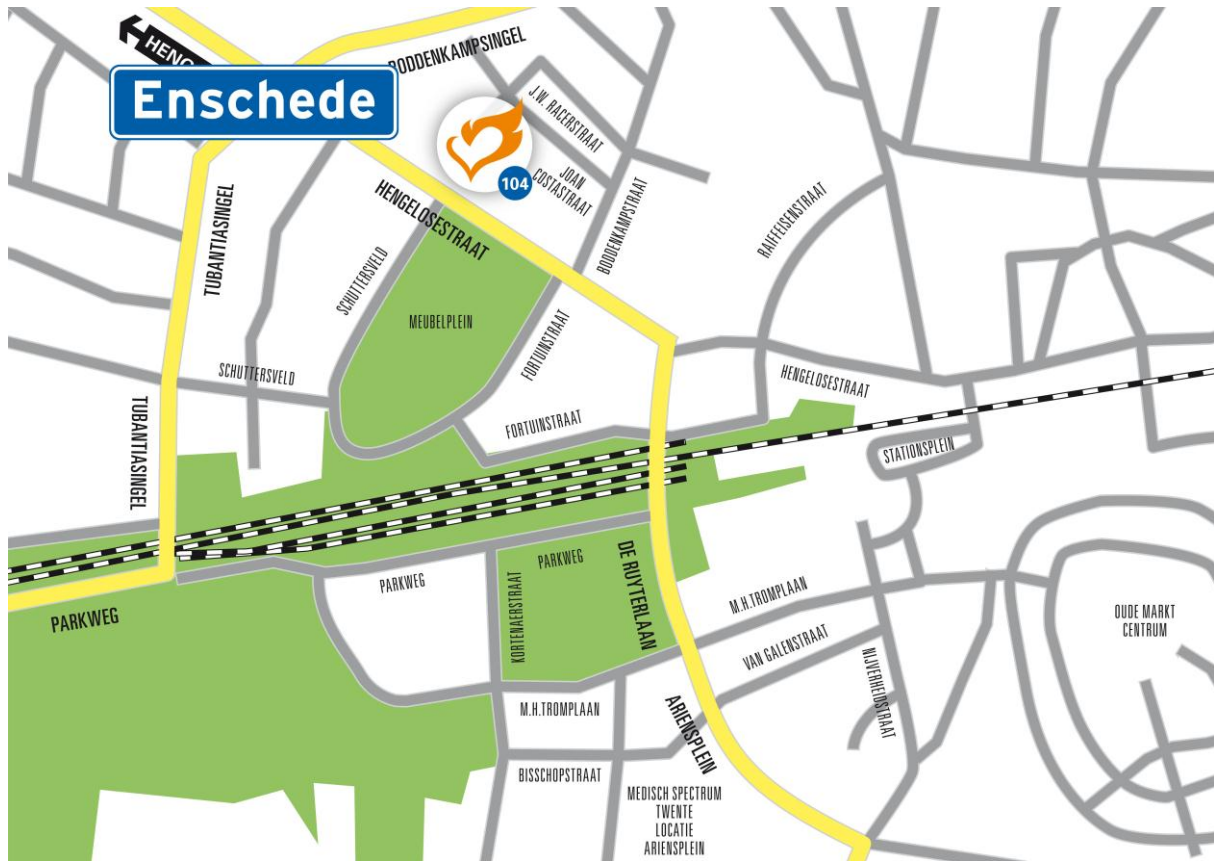 HENG
Enschede
RODDENKAMPSINGEL
J.W. RACERSTRAAT
104
JOAN
COSTASTRAAT
HENGELOSESTRAAT
TUBANTIASINGEL
BODDENKAMPSTRAAT
RAIFFEISENSTRAAT
SCHUTTERSVELD
MEUBELPLEIN
FORTUINSTRAAT
SCHUTTERSVELD
HENGELOSESTRAAT
TUBANTIASINGEL
FORTUINSTRAAT
STATIONSPLEIN
PARKWEG
PARKWEG
KORTENAERSTRAAT
DE RUYTERLAAN
M.H.TROMPLAAN
PARKWEG
OUDE MARKT
CENTRUM
VAN GALENSTRAAT
NIJVERHEIDSTRAAT
M.H.TROMPLAAN
ARIENSPLEIN
BISSCHOPSTRAAT
MEDISCH SPECTRUM
TWENTE
LOCATIE
ARIENSPLEIN